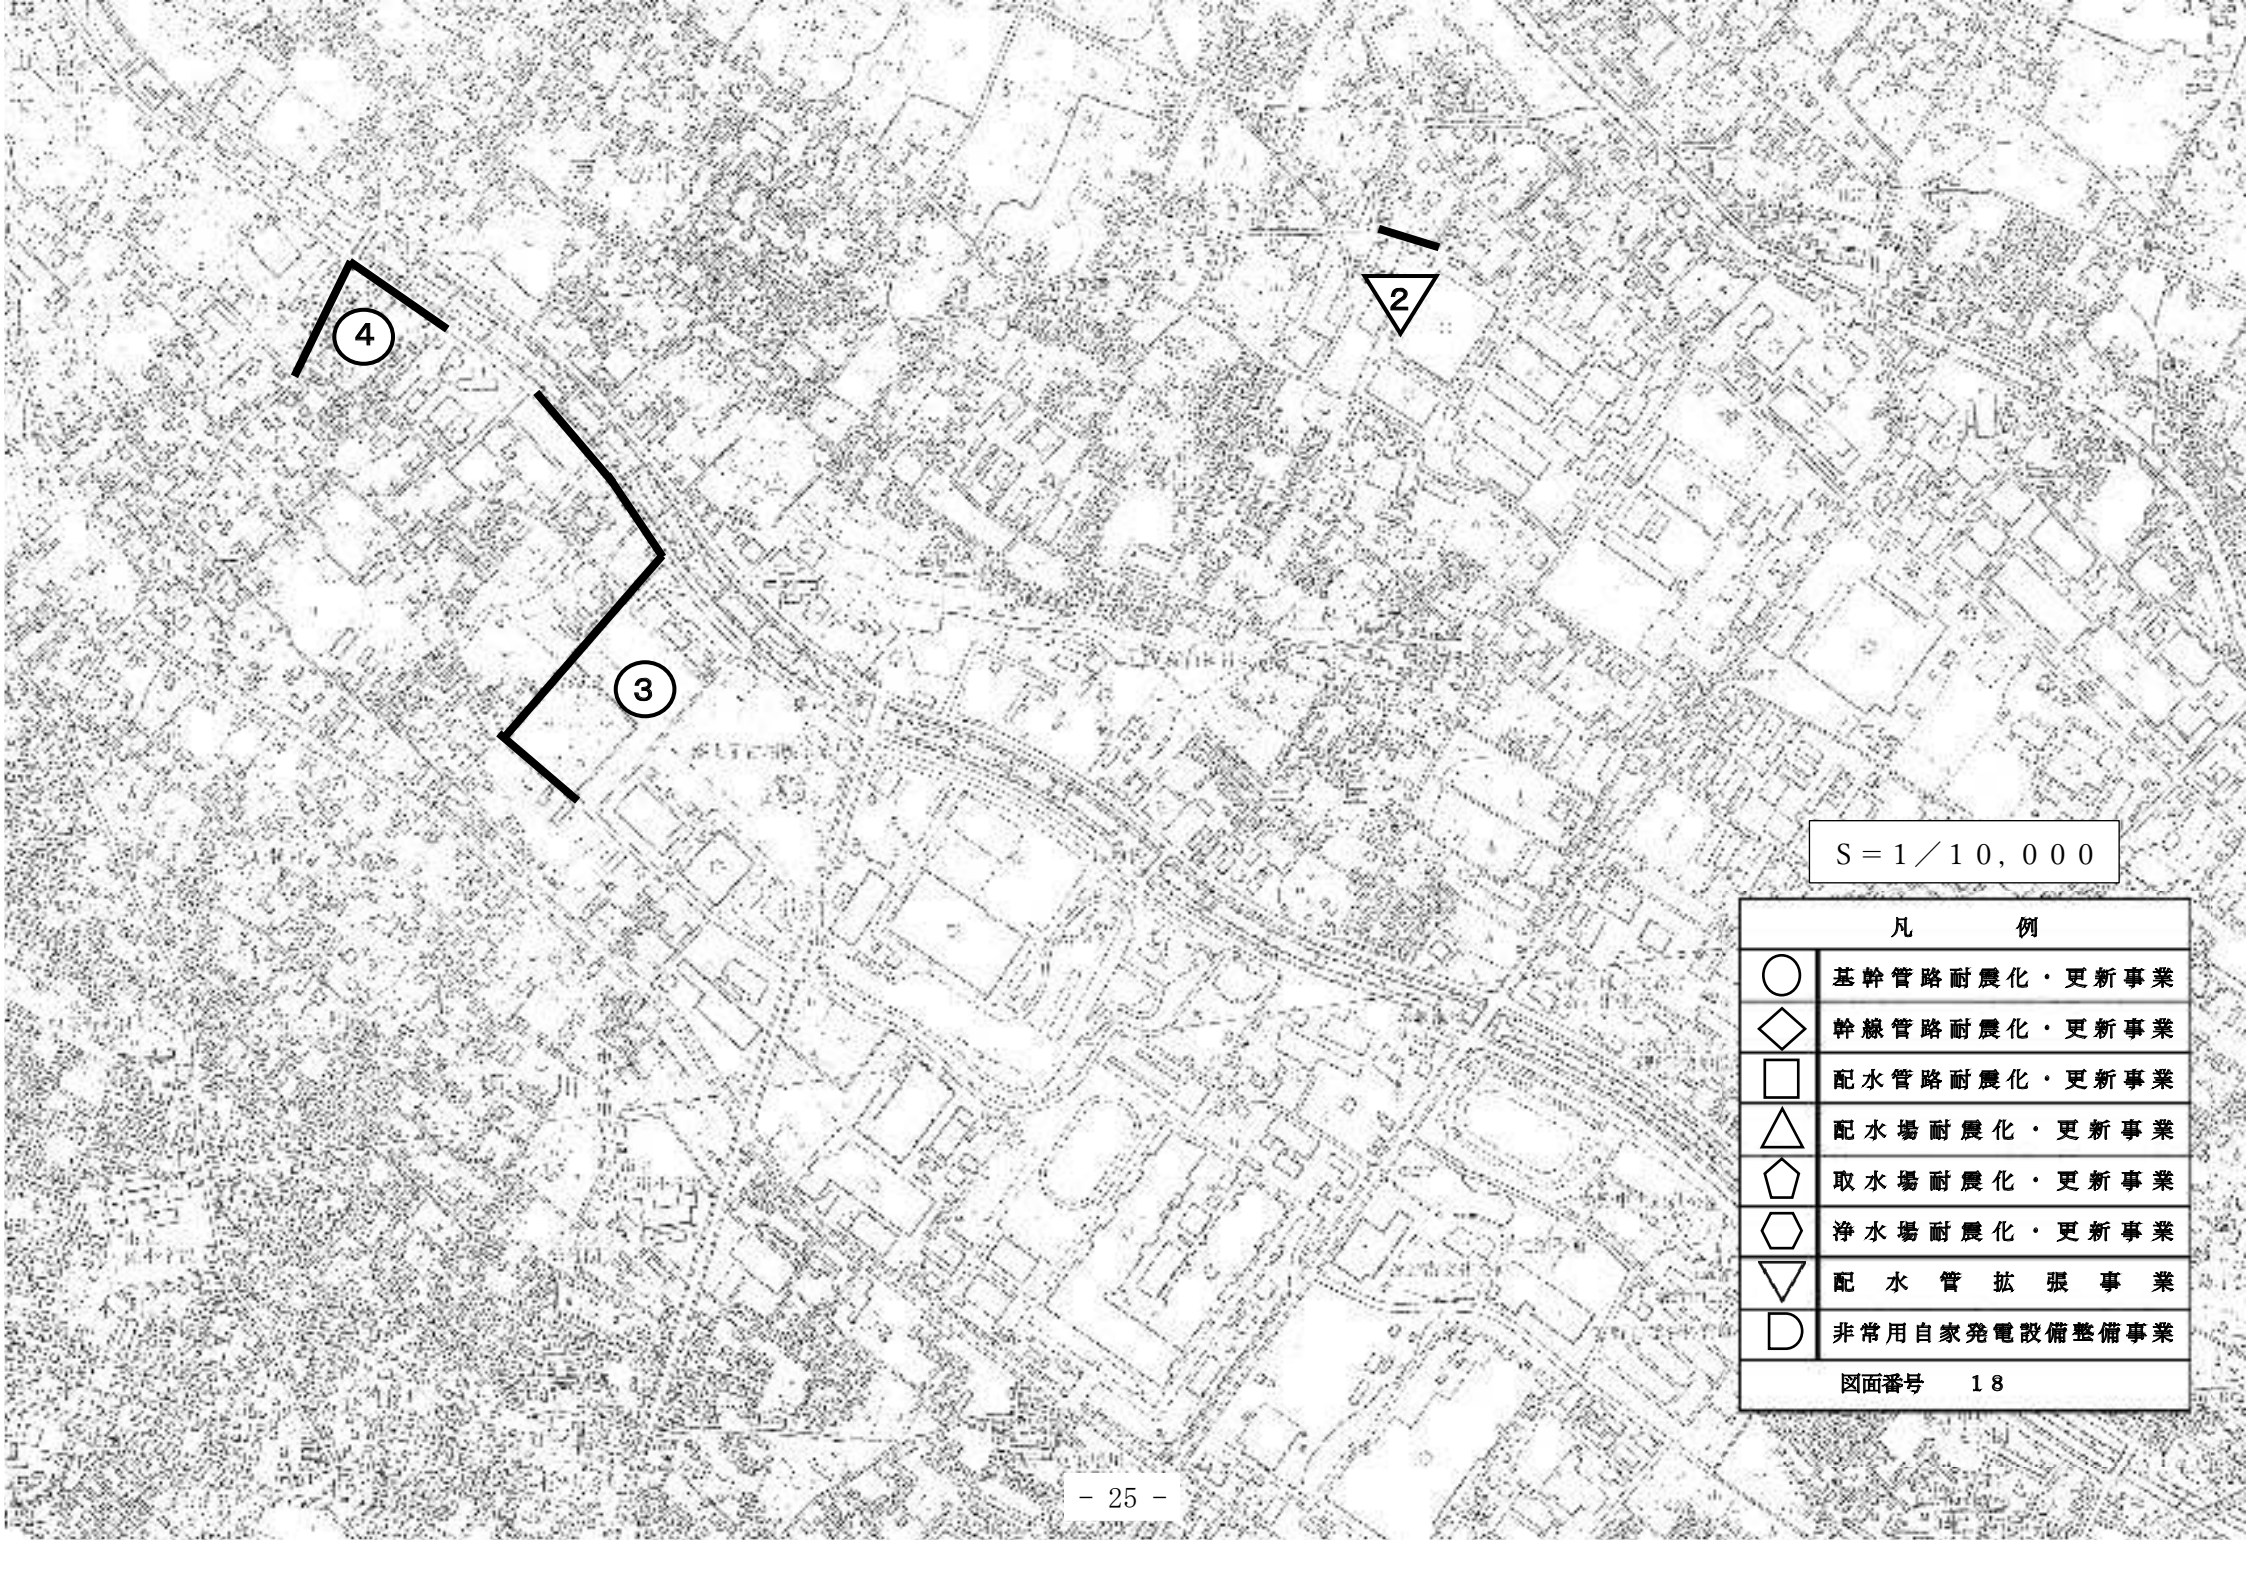 2
4
3
S=1/10,000
凡例
基幹管路耐震化・更新事業
幹線管路耐震化・更新事業
配水管路耐震化・更新事業
配水場耐震化・更新事業
取水場耐震化・更新事業
浄水場耐震化・更新事業
配水管拡張事業
非常用自家発電設備整備事業
図面番号 18
- 25 -